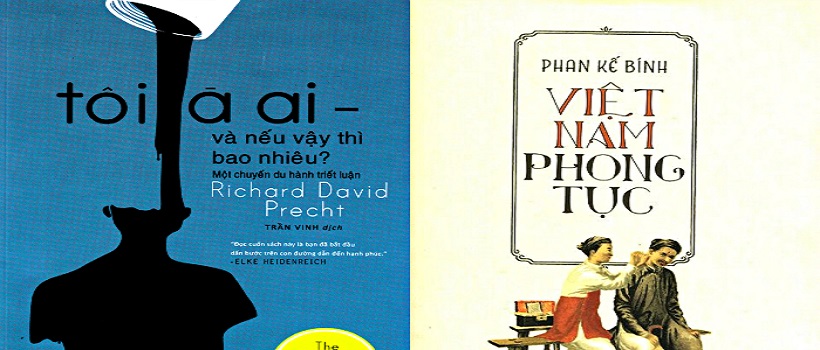 tôi là ai –
và nếu vậy thì
bao nhiêu?
Một chuyến du hành triết luận
Richard David
Precht
TRẦN VINH dịch
"Đọc cuốn sách này là bạn đã bắt đầu
dấn bước trên con đường dẫn đến hạnh phúc."
-ELKE HEIDENREICH
The
PHAN KẾ BÍNH
VIỆT
NAM
PHONG
TỤC